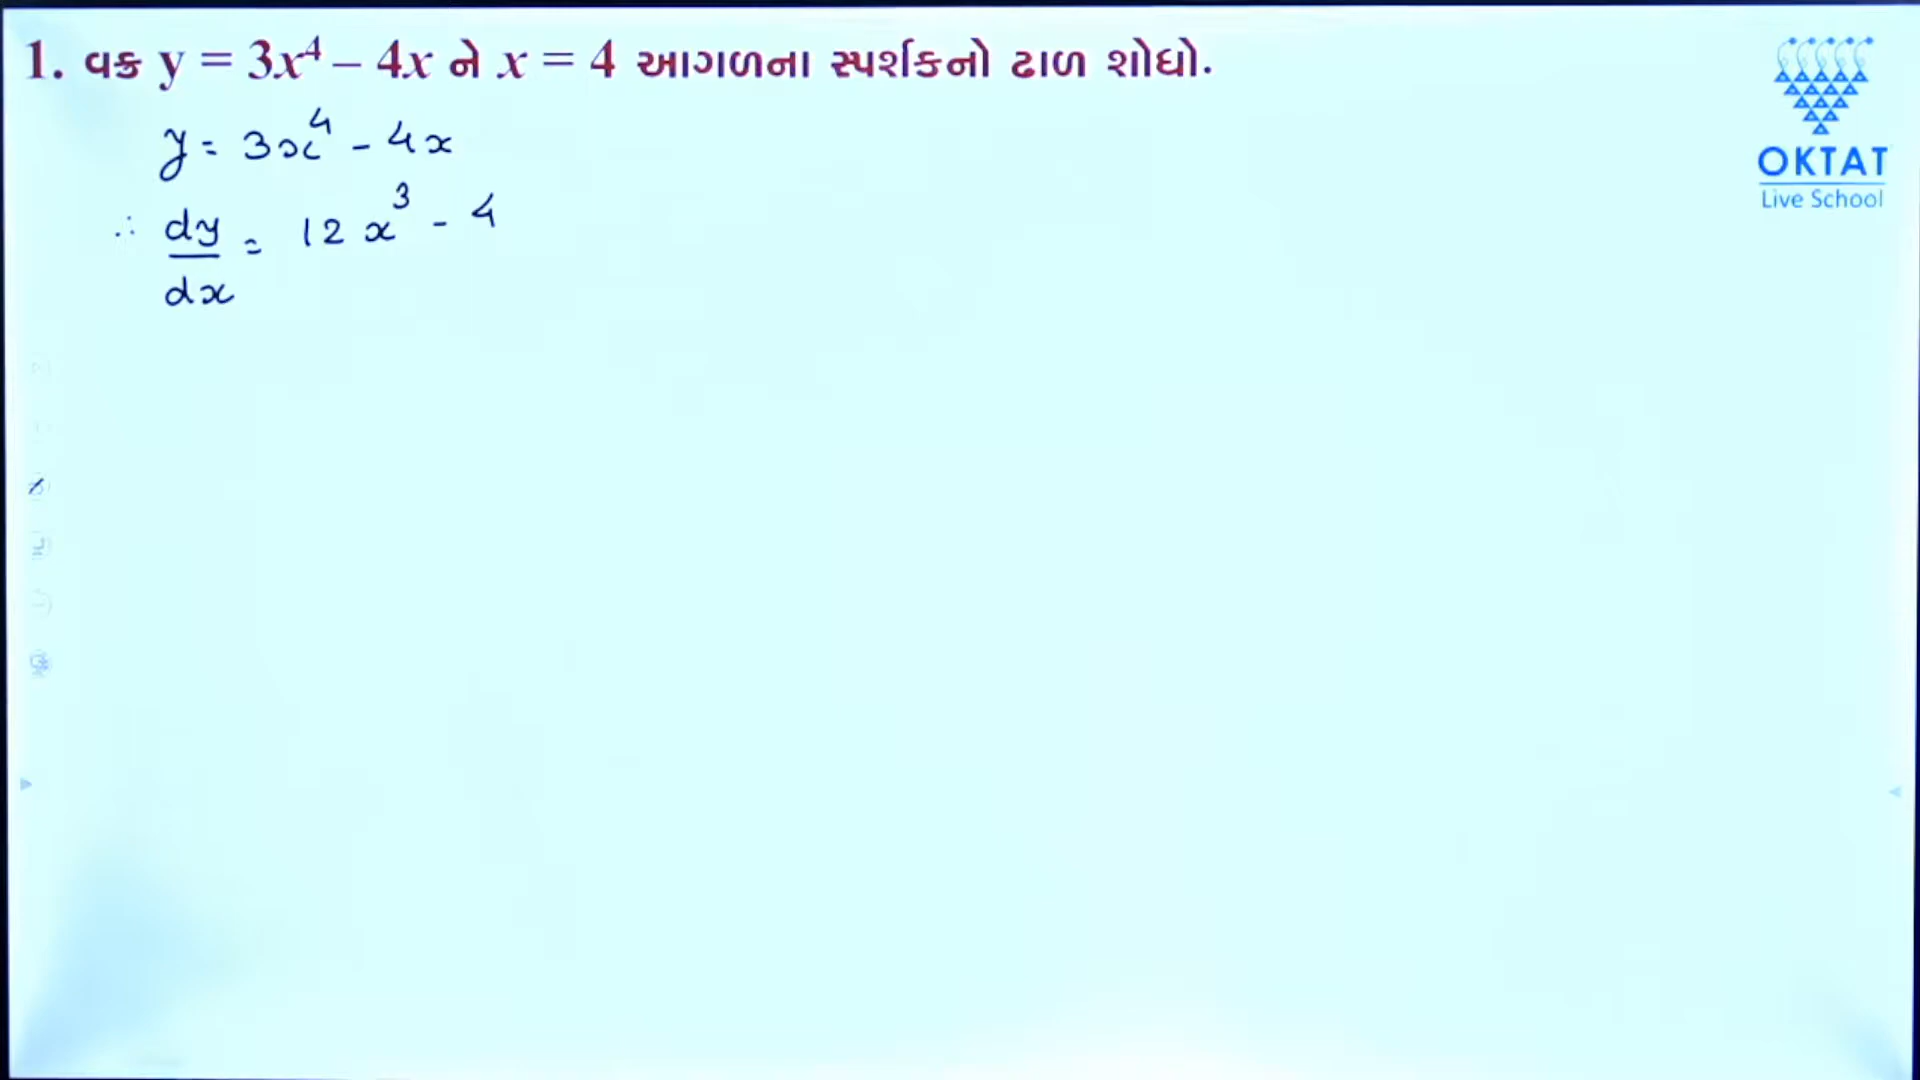 1. વક્ર y = 3x⁴ – 4x ને x = 4 આગળના સ્પર્શકનો ઢાળ શોધો.
y = 3x⁴ - 4x
∴ dy/dx = 12x³ - 4
OKTAT
Live School